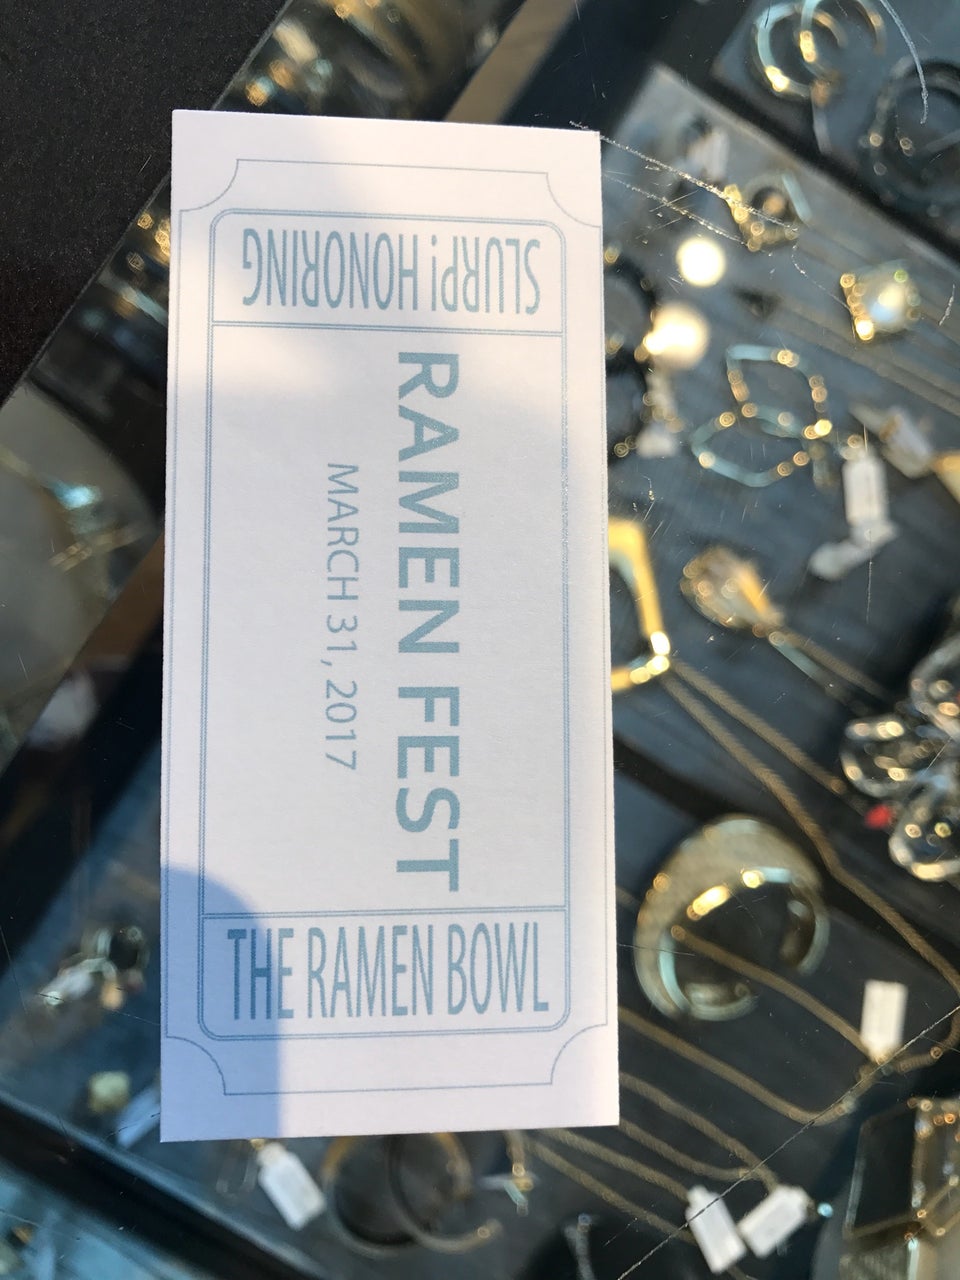 SLURP! HONORING
RAMEN FEST
MARCH 31, 2017
THE RAMEN BOWL